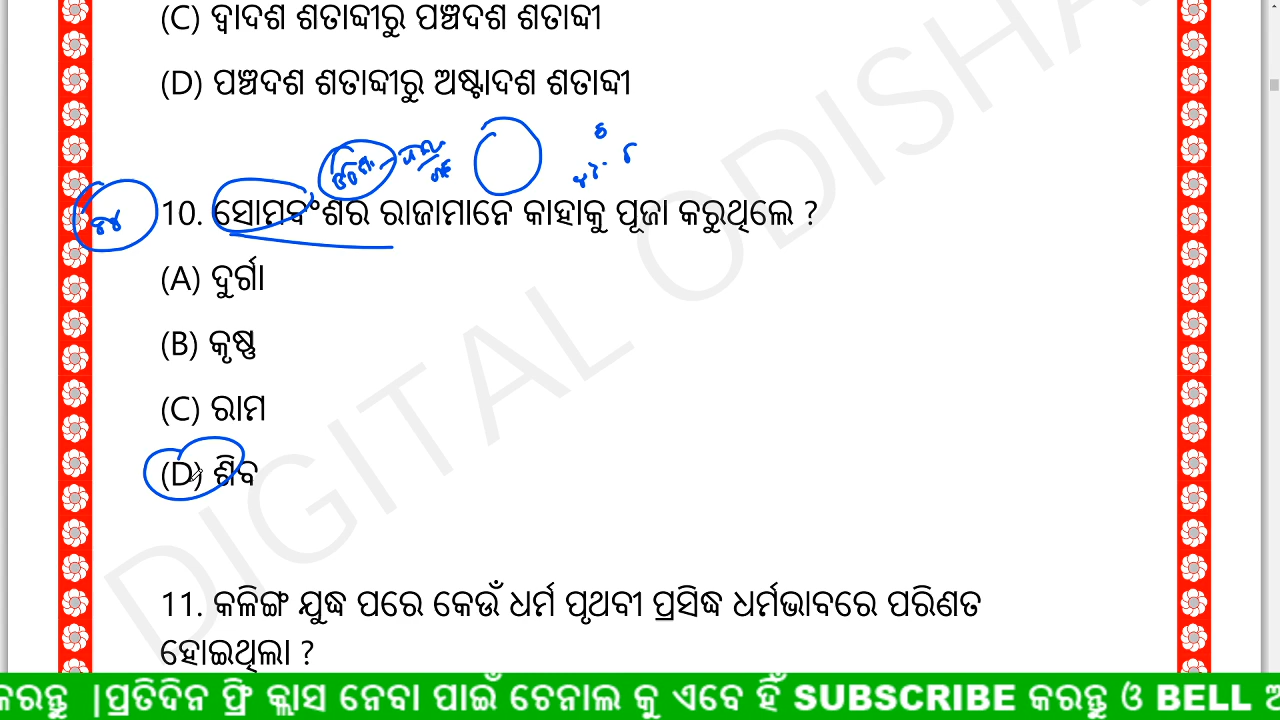 (C) ଦ୍ୱାଦଶ ଶତାବ୍ଦୀରୁ ପଞ୍ଚଦଶ ଶତାବ୍ଦୀ
(D) ପଞ୍ଚଦଶ ଶତାବ୍ଦୀରୁ ଅଷ୍ଟାଦଶ ଶତାବ୍ଦୀ
10. ସୋମବଂଶର ରାଜାମାନେ କାହାକୁ ପୂଜା କରୁଥିଲେ ?
(A) ଦୁର୍ଗା
(B) କୃଷ୍ଣ
(C) ରାମ
(D) ଶିବ
DIGITAL ODISHA
11. କଳିଙ୍ଗ ଯୁଦ୍ଧ ପରେ କେଉଁ ଧର୍ମ ପୃଥିବୀ ପ୍ରସିଦ୍ଧ ଧର୍ମଭାବରେ ପରିଣତ
ହୋଇଥିଲା ?
କରନ୍ତୁ |ପ୍ରତିଦିନ ଫ୍ରି କ୍ଲାସ ନେବା ପାଇଁ ଚେନାଲ କୁ ଏବେ ହିଁ SUBSCRIBE କରନ୍ତୁ ଓ BELL